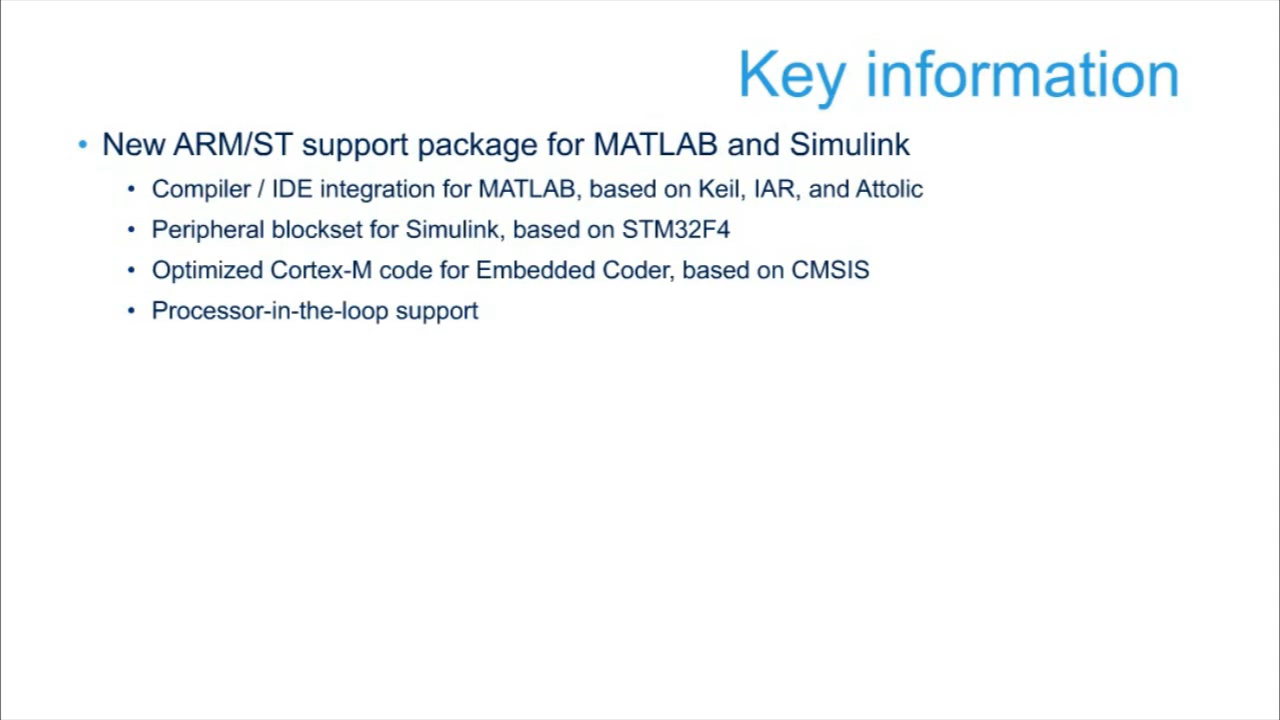 Key information
• New ARM/ST support package for MATLAB and Simulink
• Compiler / IDE integration for MATLAB, based on Keil, IAR, and Attolic
• Peripheral blockset for Simulink, based on STM32F4
• Optimized Cortex-M code for Embedded Coder, based on CMSIS
• Processor-in-the-loop support